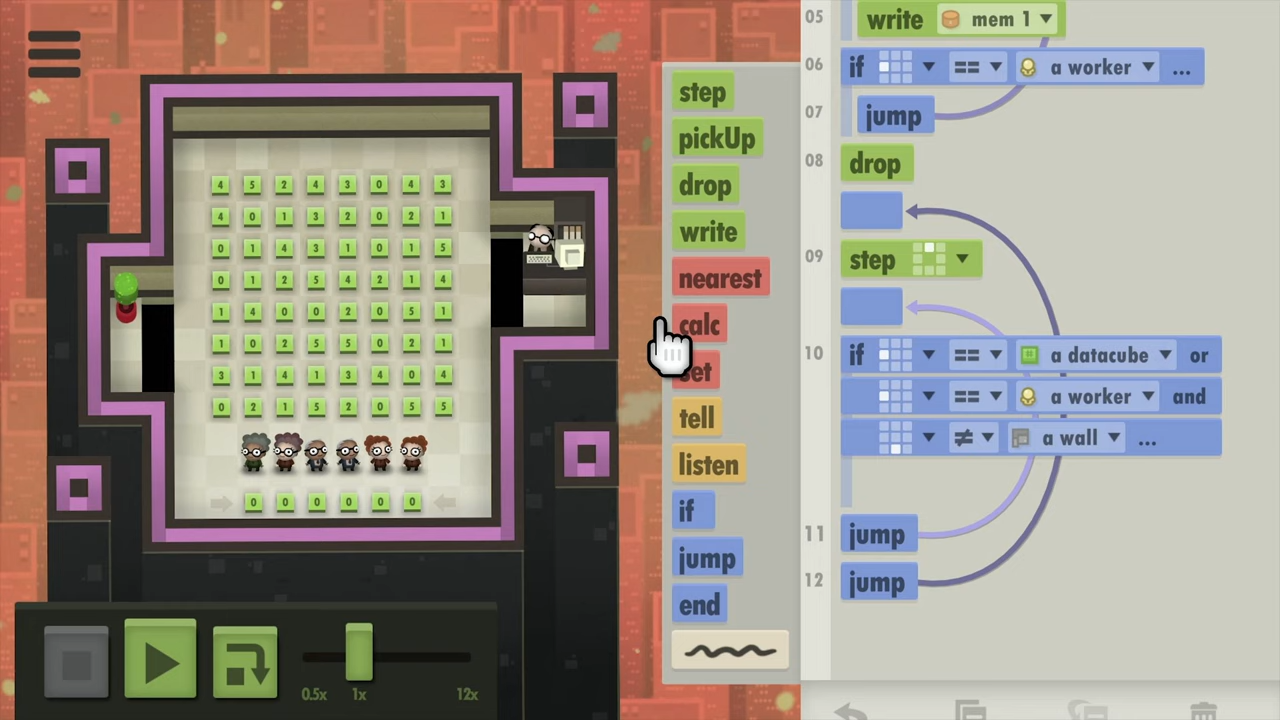 4 5 2 4 3 0 4 3
4 0 1 3 2 0 2 1
0 1 4 3 1 0 1 5
0 1 2 5 4 2 1 4
1 4 0 0 2 0 5 1
1 0 2 5 5 0 2 1
3 1 4 1 3 4 0 4
0 2 1 5 2 0 5 5
0 0 0 0 0 0
0.5x 1x 12x
step
pickUp
drop
write
nearest
calc
set
tell
listen
if
jump
end
05 write mem 1
06 if == a worker ...
07 jump
08 drop
09 step
10 if == a datacube or
== a worker and
≠ a wall ...
11 jump
12 jump